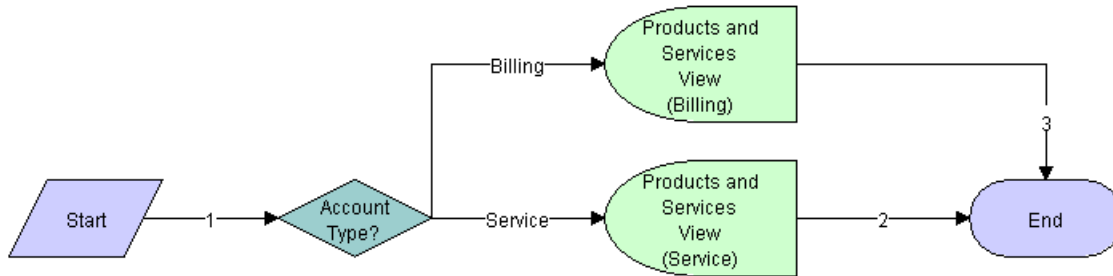 Products and
Services
View
(Billing)
Billing
3
Start
1
Account
Type?
Service
Products and
Services
View
(Service)
2
End